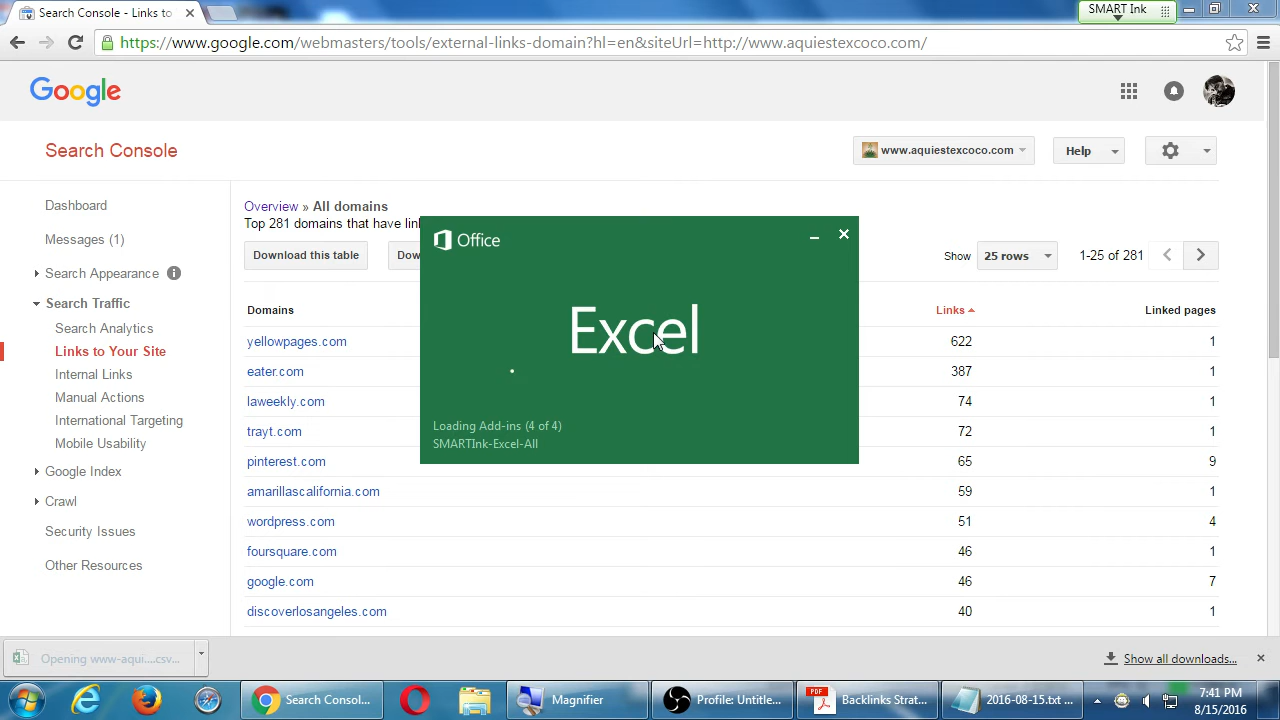 Search Console - Links to
SMART Ink
https://www.google.com/webmasters/tools/external-links-domain?hl=en&siteUrl=http://www.aquiestexcoco.com/
Google
Search Console
www.aquiestexcoco.com
Help
Dashboard
Messages (1)
Search Appearance
Search Traffic
Search Analytics
Links to Your Site
Internal Links
Manual Actions
International Targeting
Mobile Usability
Google Index
Crawl
Security Issues
Other Resources
Overview » All domains
Top 281 domains that have lin
Download this table
Dow
Show 25 rows 1-25 of 281
Domains Links Linked pages
yellowpages.com 622 1
eater.com 387 1
laweekly.com 74 1
trayt.com 72 1
pinterest.com 65 9
amarillascalifornia.com 59 1
wordpress.com 51 4
foursquare.com 46 1
google.com 46 7
discoverlosangeles.com 40 1
Office
Excel
Loading Add-ins (4 of 4)
SMARTInk-Excel-All
Opening www-aqui....csv...
Show all downloads...
Search Consol...
Magnifier
Profile: Untitle...
PDF
Backlinks Strat...
2016-08-15.txt ...
7:41 PM
8/15/2016